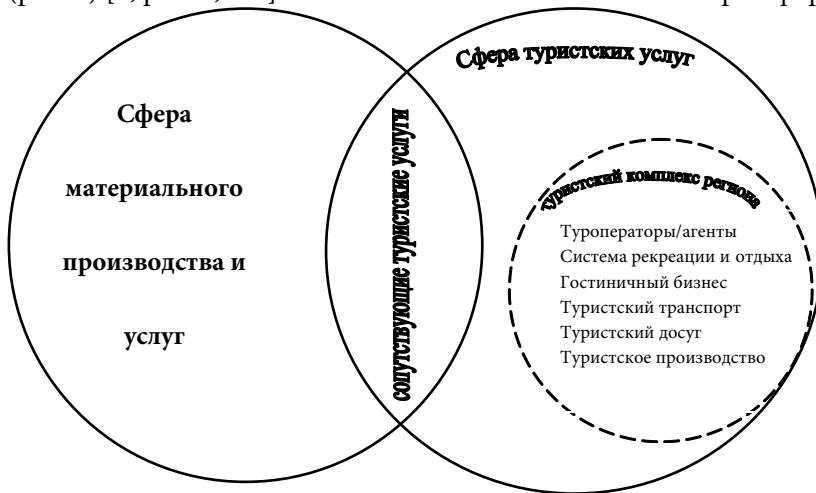 Сфера туристских услуг
Сфера
материального
производства и
услуг
сопутствующие туристские услуги
туристский комплекс региона
Туроператоры/агенты
Система рекреации и отдыха
Гостиничный бизнес
Туристский транспорт
Туристский досуг
Туристское производство